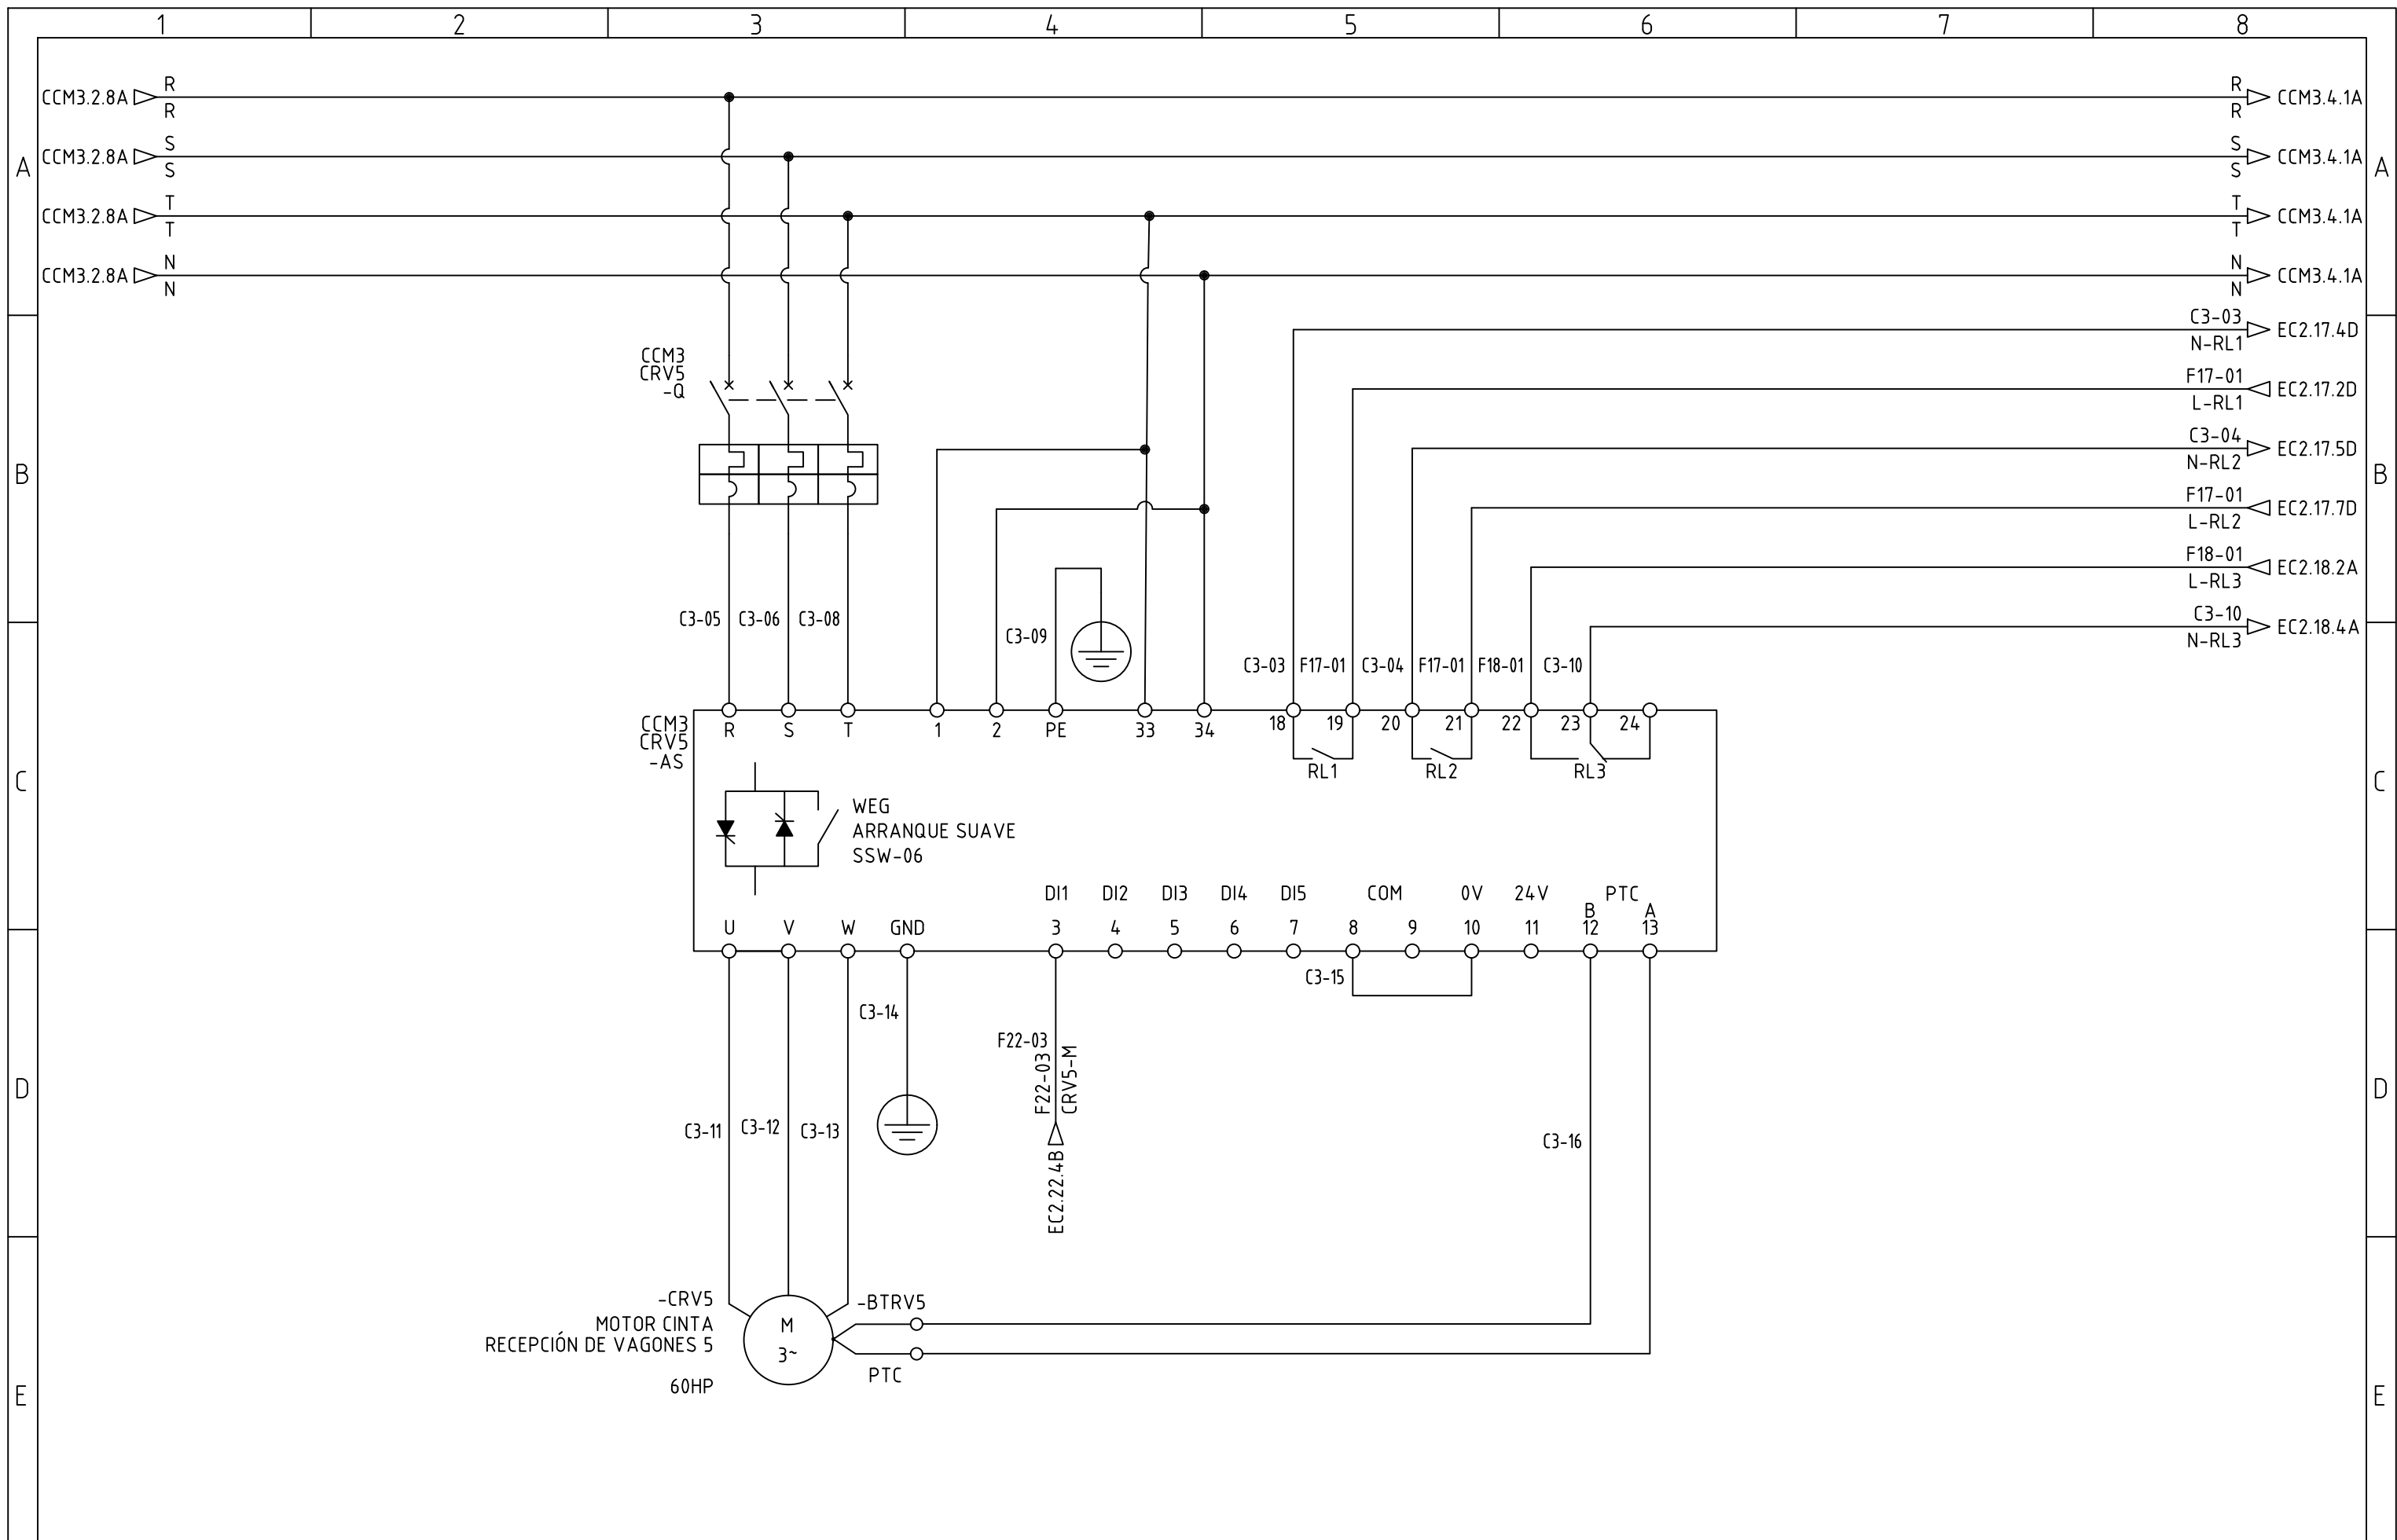 1 2 3 4 5 6 7 8
R R
CCM3.2.8A CCM3.4.1A
R R
S S
A CCM3.2.8A CCM3.4.1A A
S S
T T
CCM3.2.8A CCM3.4.1A
T T
N N
CCM3.2.8A CCM3.4.1A
N N
C3-03
EC2.17.4D
N-RL1
CCM3
CRV5
-Q
F17-01
EC2.17.2D
L-RL1
C3-04
EC2.17.5D
N-RL2
B B
F17-01
EC2.17.7D
L-RL2
F18-01
EC2.18.2A
L-RL3
C3-10
EC2.18.4A
N-RL3
C3-05 C3-06 C3-08 C3-09
C3-03 F17-01 C3-04 F17-01 F18-01 C3-10
CCM3
CRV5
-AS
R S T 1 2 PE 33 34 18 19 20 21 22 23 24
RL1 RL2 RL3
C C
WEG
ARRANQUE SUAVE
SSW-06
DI1 DI2 DI3 DI4 DI5 COM 0V 24V PTC
B A
U V W GND 3 4 5 6 7 8 9 10 11 12 13
C3-15
C3-14
F22-03
F22-03
CRV5-M
EC2.22.4B
D D
C3-11 C3-12 C3-13 C3-16
-CRV5
MOTOR CINTA
RECEPCIÓN DE VAGONES 5
60HP
M
3~
-BTRV5
PTC
E E